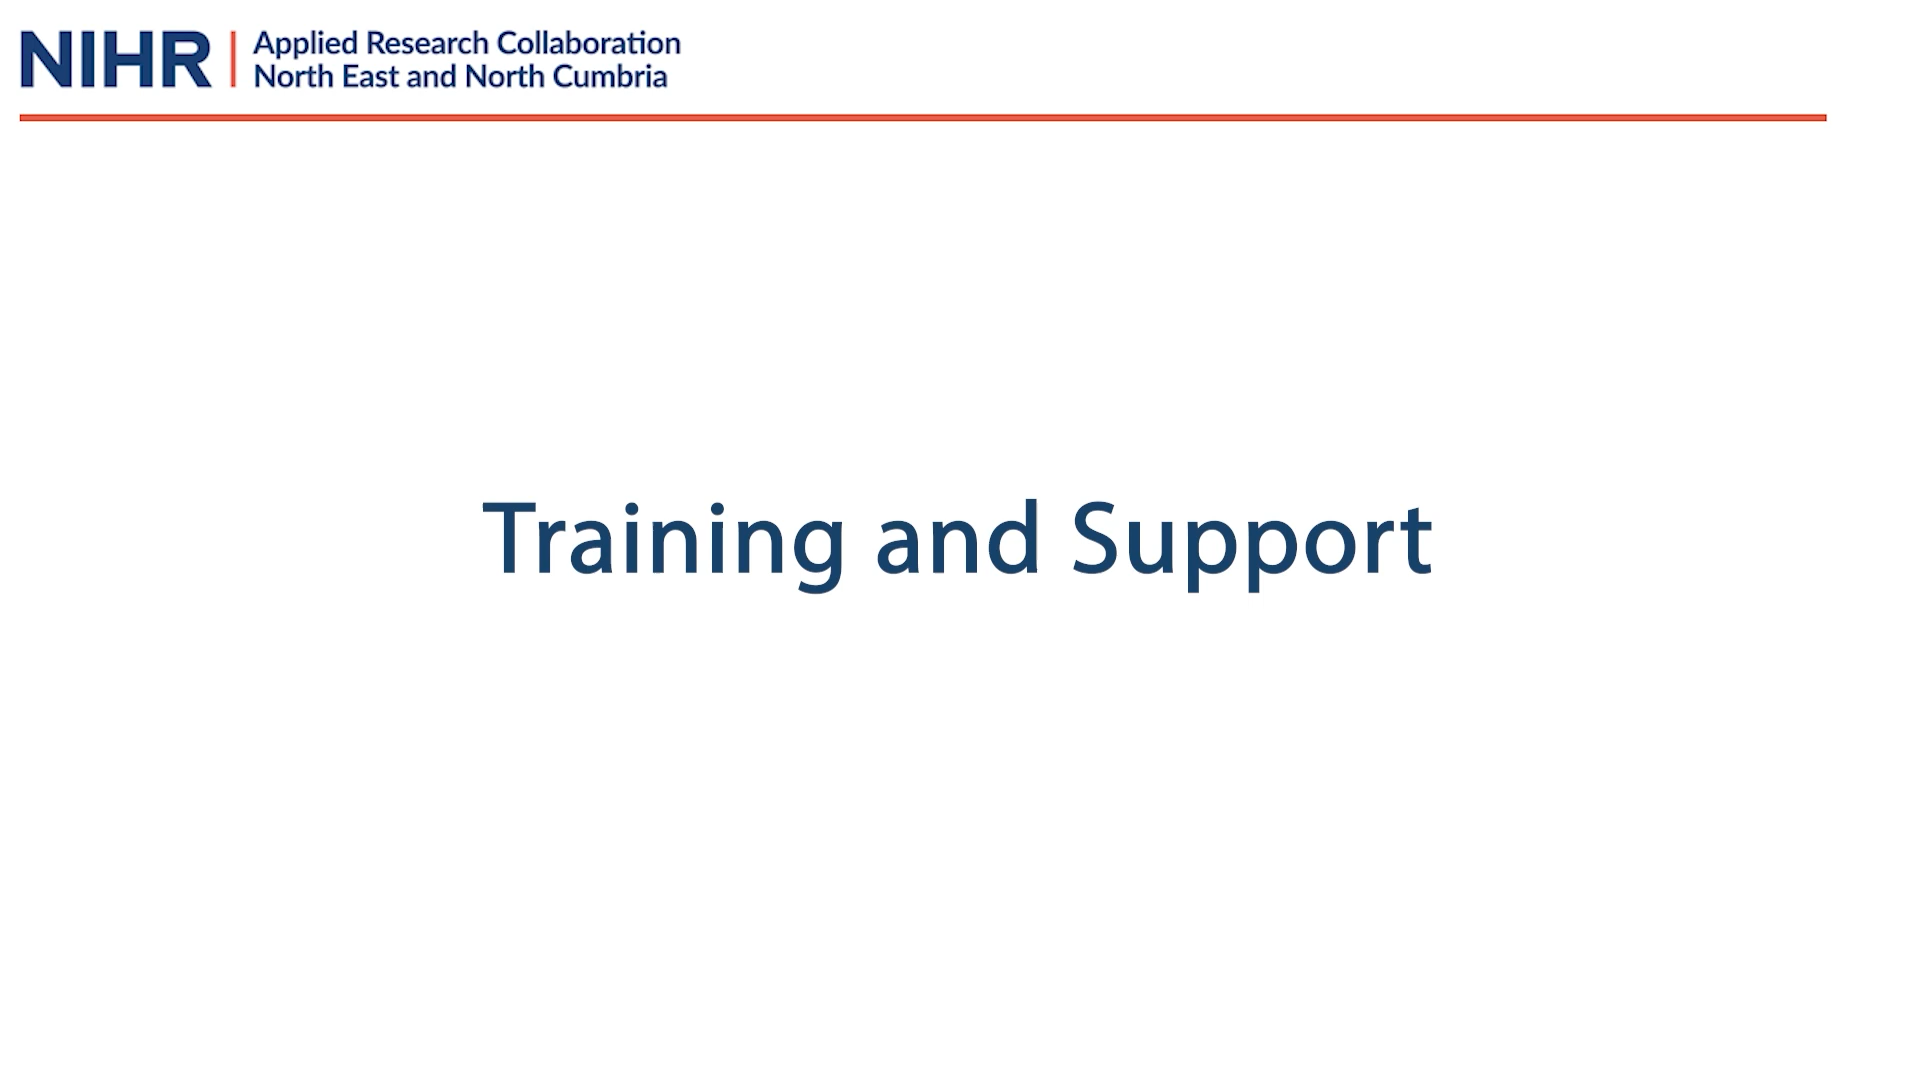 NIHR | Applied Research Collaboration
North East and North Cumbria
Training and Support